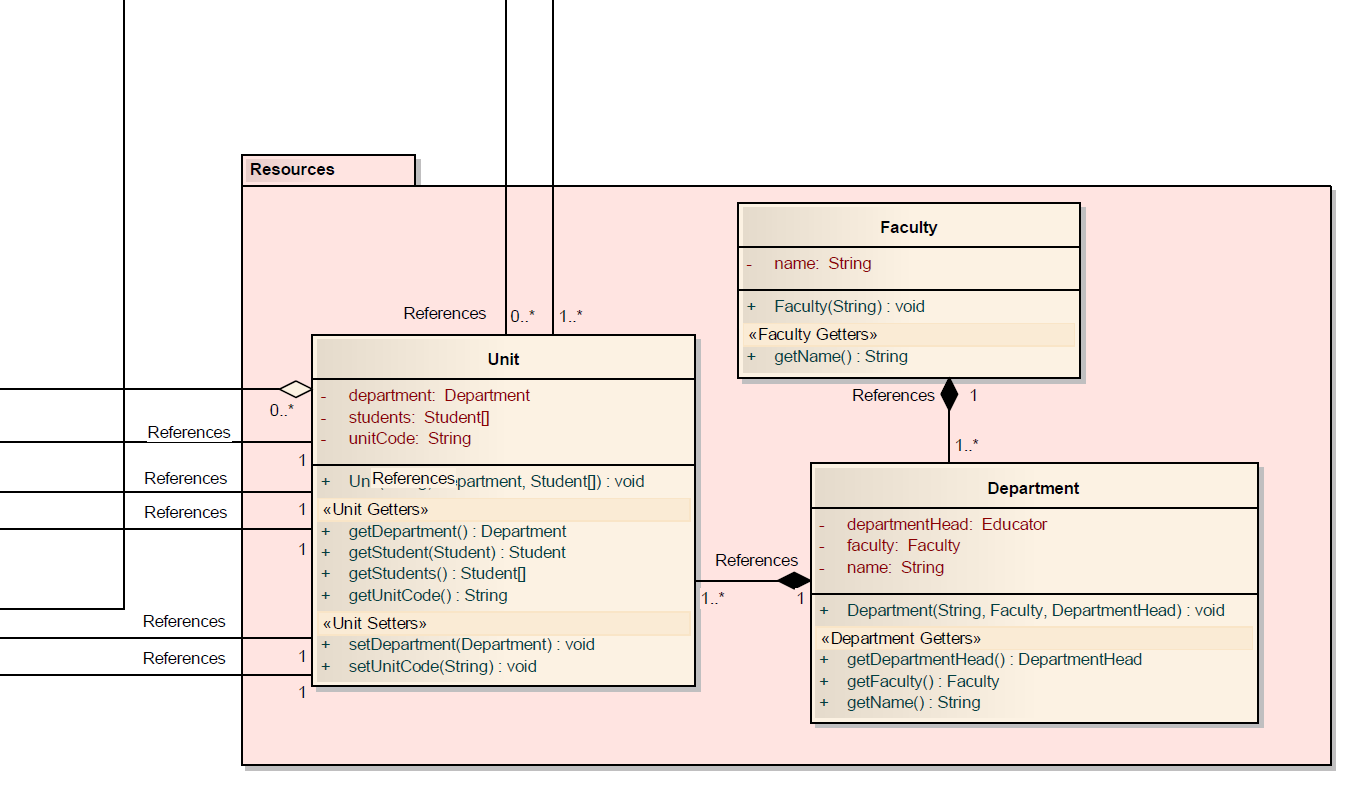 Resources
Faculty
- name: String
+ Faculty(String) : void
«Faculty Getters»
+ getName() : String
References 1
1..*
References 0..* 1..*
Unit
- department: Department
- students: Student[]
- unitCode: String
+ Un References partment, Student[]) : void
«Unit Getters»
+ getDepartment() : Department
+ getStudent(Student) : Student
+ getStudents() : Student[]
+ getUnitCode() : String
«Unit Setters»
+ setDepartment(Department) : void
+ setUnitCode(String) : void
0..*
References
1
References
1
References
1
References
1
References
1
References
1..* 1
Department
- departmentHead: Educator
- faculty: Faculty
- name: String
+ Department(String, Faculty, DepartmentHead) : void
«Department Getters»
+ getDepartmentHead() : DepartmentHead
+ getFaculty() : Faculty
+ getName() : String